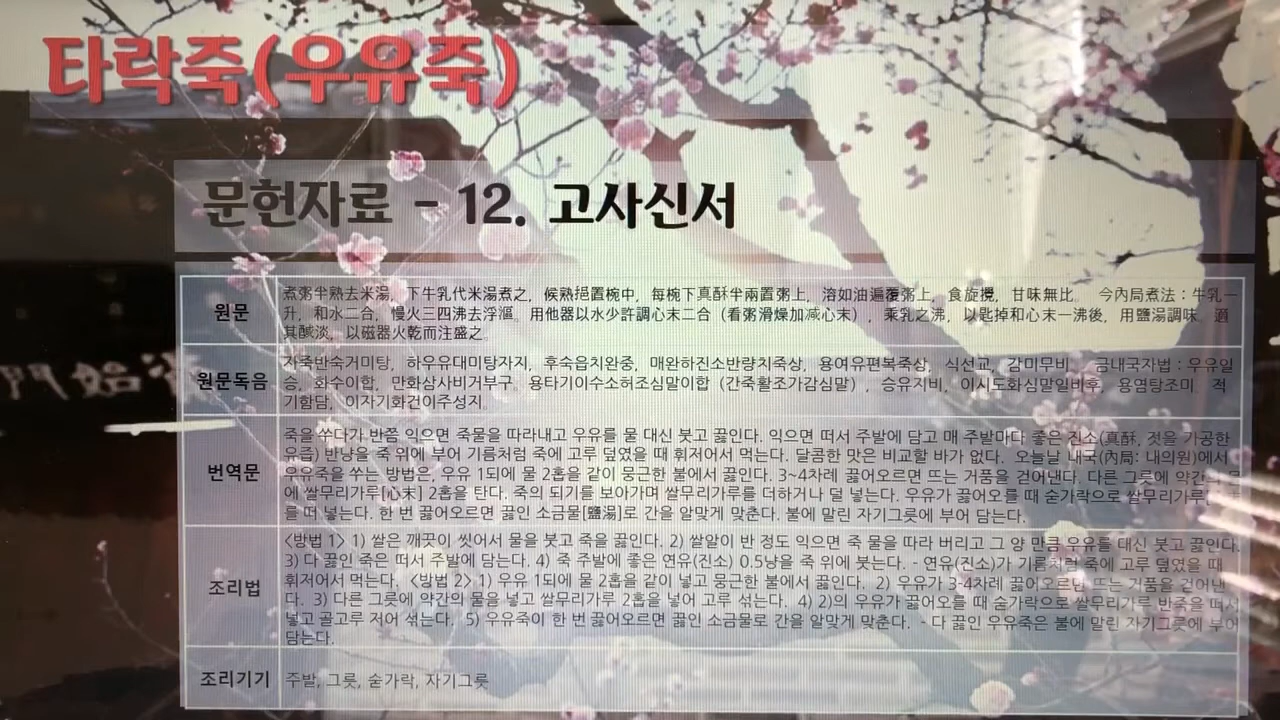 타락죽(우유죽)
문헌자료 - 12. 고사신서
원문
煮粥半熟去米湯, 下牛乳代米湯煮之, 候熟挹置椀中, 每椀下真酥半兩置粥上, 溶如油遍覆粥上, 食旋攪, 甘味無比. 今內局煮法 : 牛乳一
升, 和水二合, 慢火三四沸去浮漚, 用他器以水少許調心末二合 (看粥滑燥加减心末) , 乘乳之沸, 以匙掉和心末一沸後, 用鹽湯調味 適
其醎淡, 以磁器火乾而注盛之
원문독음
자죽반숙거미탕, 하우유대미탕자지, 후숙읍치완중, 매완하진소반량치죽상, 용여유편복죽상, 식선교, 감미무비. 금내국자법 : 우유일
승, 화수이합, 만화삼사비거부구, 용타기이수소허조심말이합 (간죽활조가감심말) , 승유지비, 이시도화심말일비후, 용염탕조미 적
기함담, 이자기화건이주성지
번역문
죽을 쑤다가 반쯤 익으면 죽물을 따라내고 우유를 물 대신 붓고 끓인다. 익으면 떠서 주발에 담고 매 주발마다 좋은 진소(真酥, 젓을 가공한
유즙) 반냥을 죽 위에 부어 기름처럼 죽에 고루 덮였을 때 휘저어서 먹는다. 달콤한 맛은 비교할 바가 없다. 오늘날 내국(內局: 내의원)에서
우유죽을 쑤는 방법은, 우유 1되에 물 2홉을 같이 뭉근한 불에서 끓인다. 3~4차례 끓어오르면 뜨는 거품을 걷어낸다. 다른 그릇에 약간의 물
에 쌀무리가루[心末] 2홉을 탄다. 죽의 되기를 보아가며 쌀무리가루를 더하거나 덜 넣는다. 우유가 끓어오를 때 숟가락으로 쌀무리가루
를 떠 넣는다. 한 번 끓어오르면 끓인 소금물[鹽湯]로 간을 알맞게 맞춘다. 불에 말린 자기그릇에 부어 담는다.
조리법
<방법 1> 1) 쌀은 깨끗이 씻어서 물을 붓고 죽을 끓인다. 2) 쌀알이 반 정도 익으면 죽 물을 따라 버리고 그 양 만큼 우유를 대신 붓고 끓인다.
3) 다 끓인 죽은 떠서 주발에 담는다. 4) 죽 주발에 좋은 연유(진소) 0.5냥을 죽 위에 붓는다. - 연유(진소)가 기름처럼 죽에 고루 덮였을 때
휘저어서 먹는다. <방법 2> 1) 우유 1되에 물 2홉을 같이 넣고 뭉근한 불에서 끓인다. 2) 우유가 3-4차례 끓어오르면 뜨는 거품을 걷어낸
다. 3) 다른 그릇에 약간의 물을 넣고 쌀무리가루 2홉을 넣어 고루 섞는다. 4) 2)의 우유가 끓어오를 때 숟가락으로 쌀무리가루 반죽을 떠서
넣고 골고루 저어 섞는다. 5) 우유죽이 한 번 끓어오르면 끓인 소금물로 간을 알맞게 맞춘다. - 다 끓인 우유죽은 불에 말린 자기그릇에 부어
담는다.
조리기기
주발, 그릇, 숟가락, 자기그릇